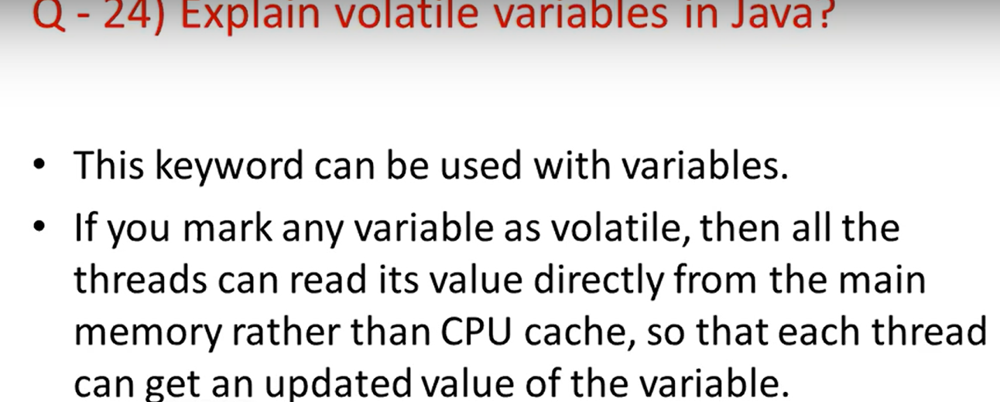 Q - 24) Explain volatile variables in Java?
• This keyword can be used with variables.
• If you mark any variable as volatile, then all the
threads can read its value directly from the main
memory rather than CPU cache, so that each thread
can get an updated value of the variable.